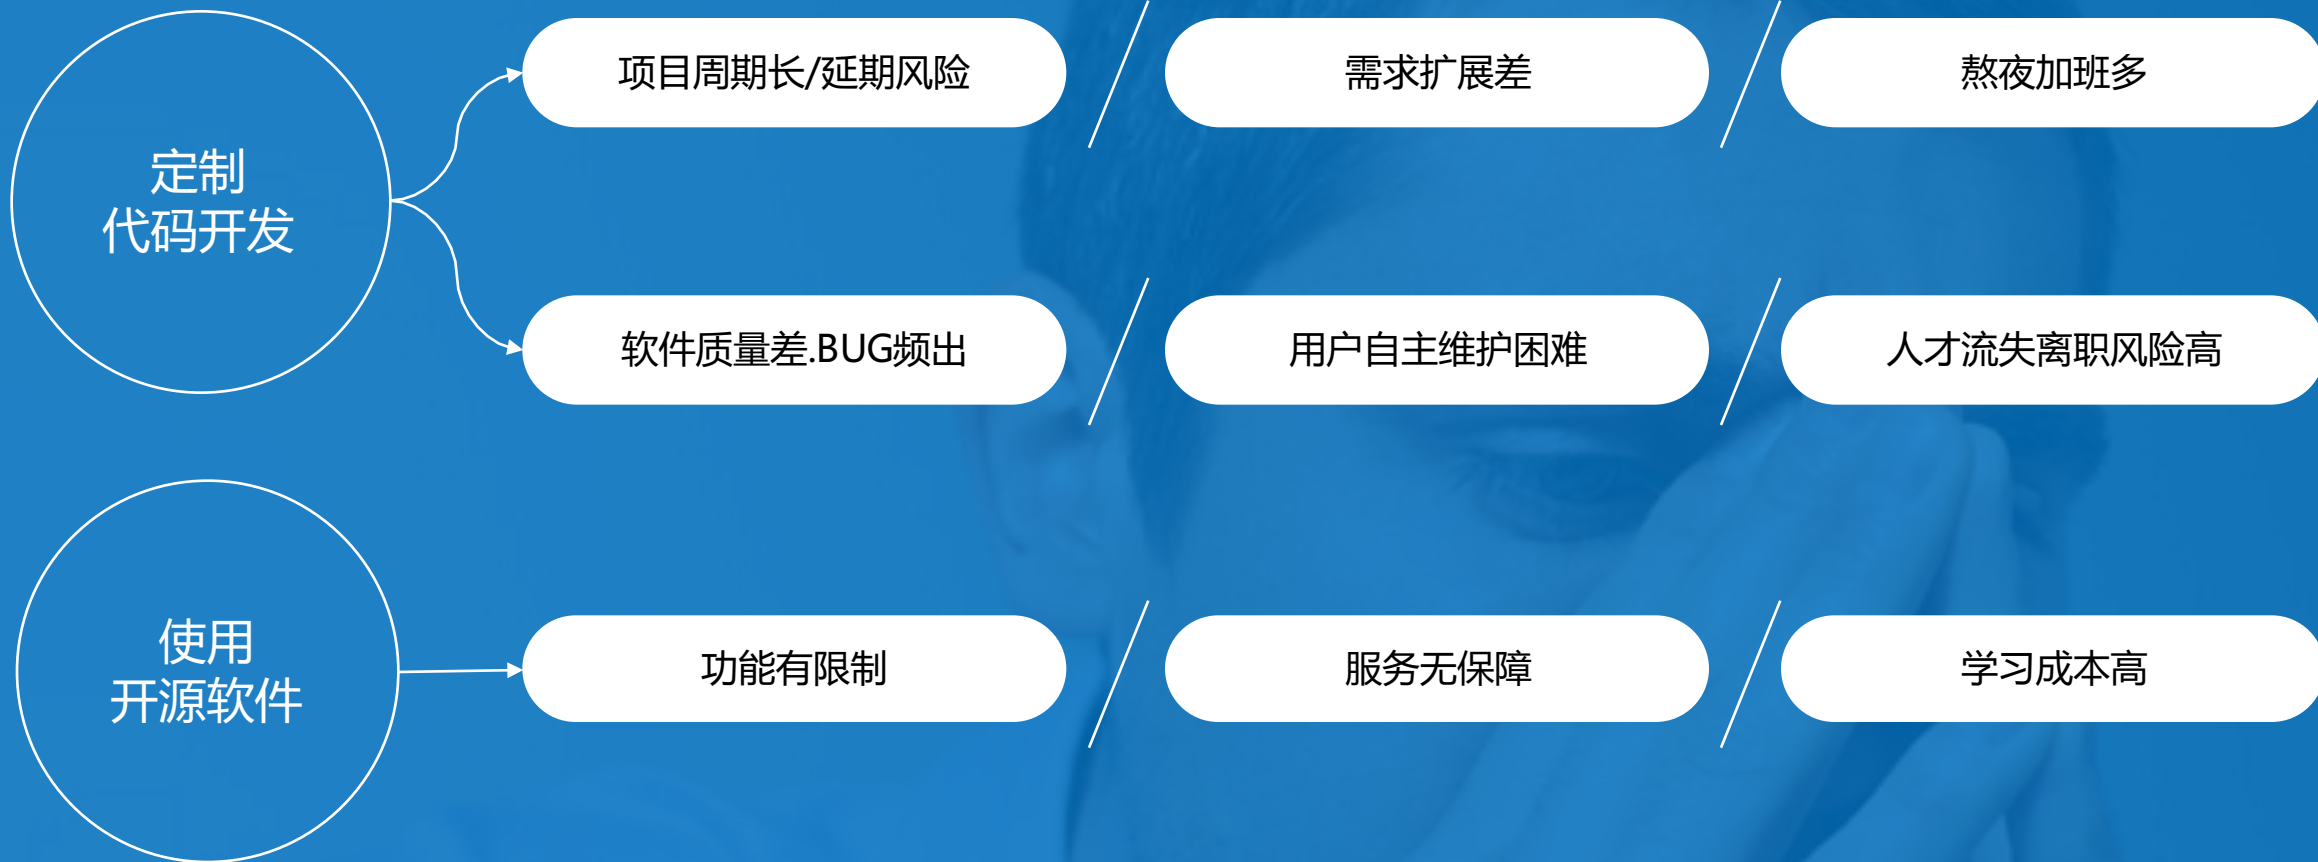 定制
代码开发
项目周期长/延期风险
需求扩展差
熬夜加班多
软件质量差.BUG频出
用户自主维护困难
人才流失离职风险高
使用
开源软件
功能有限制
服务无保障
学习成本高